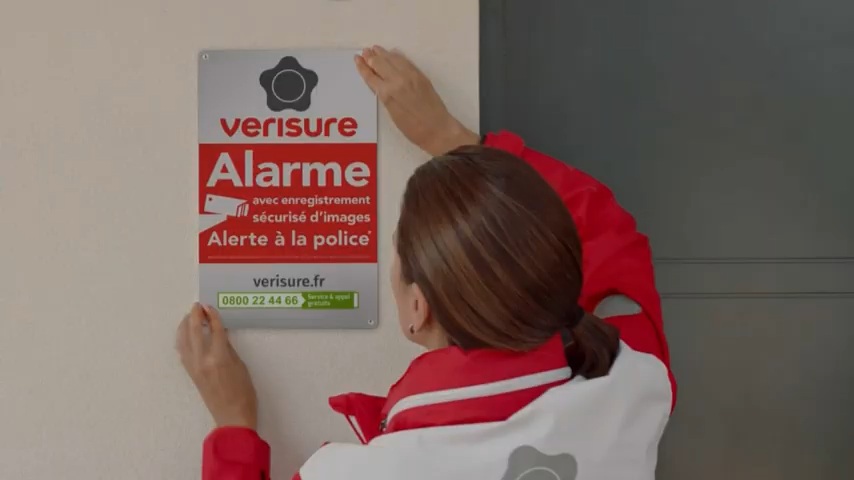 verisure
Alarme
avec enregistrement
sécurisé d'images
Alerte à la police*
verisure.fr
0800 22 44 66 Service & appel
gratuits